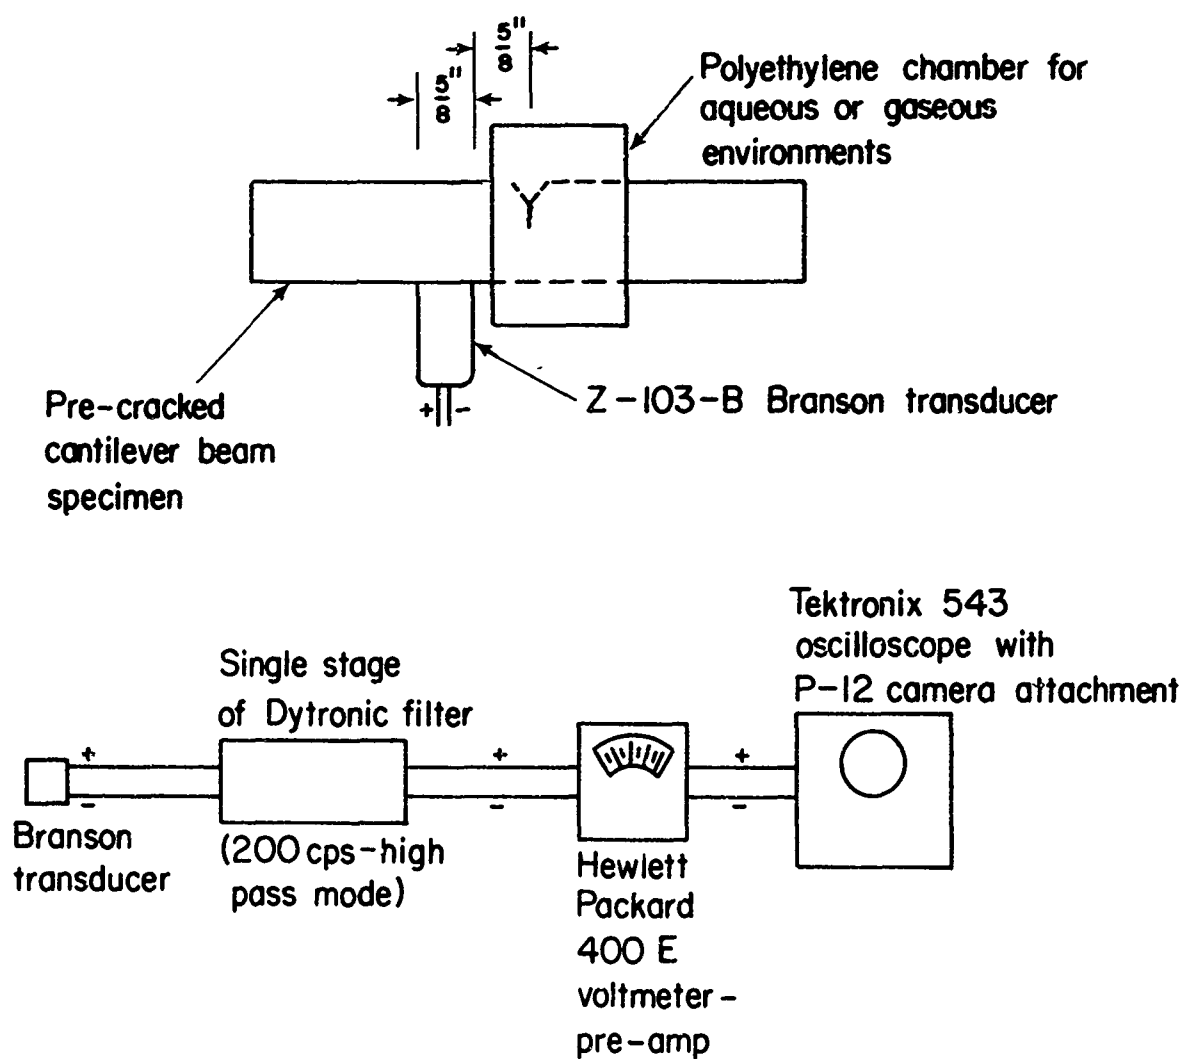 5"
8
5"
8
Polyethylene chamber for
aqueous or gaseous
environments
+ -
Z-103-B Branson transducer
Pre-cracked
cantilever beam
specimen
Tektronix 543
oscilloscope with
P-12 camera attachment
Single stage
of Dytronic filter
+
-
+
-
+
-
Branson
transducer
(200 cps-high
pass mode)
Hewlett
Packard
400 E
voltmeter-
pre-amp